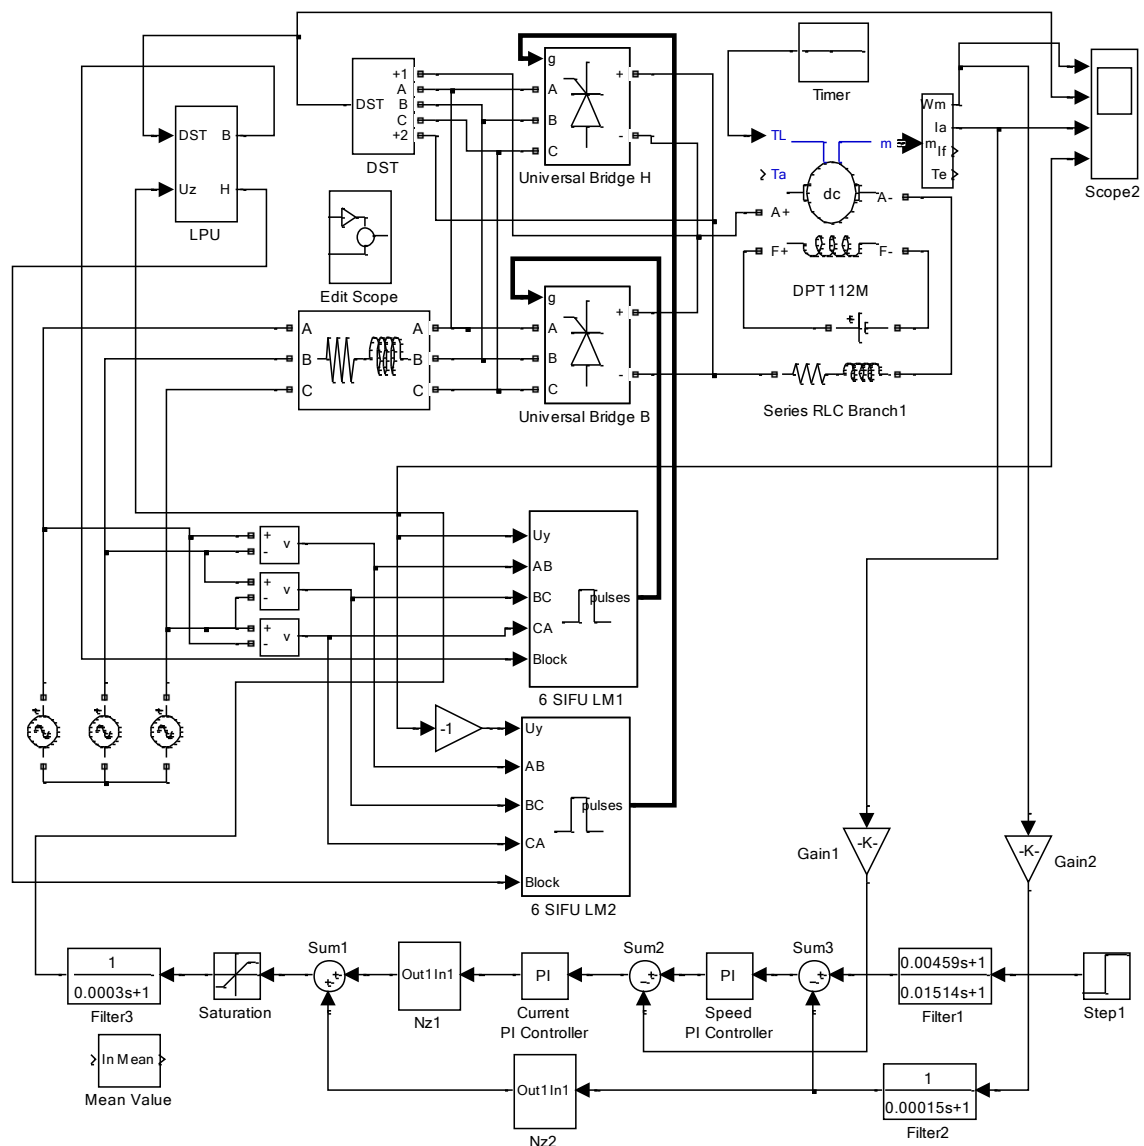 DST
+1
A
B
C
+2
DST
DST
B
Uz
H
LPU
g
A
B
C
+
-
Universal Bridge H
Timer
TL
m
Ta
dc
A+
A-
F+
F-
DPT 112M
Wm
Ia
m
If
Te
Scope2
Edit Scope
A
B
C
A
B
C
g
A
B
C
+
-
Universal Bridge B
Series RLC Branch1
+
-
v
+
-
v
+
-
v
Uy
AB
BC
CA
Block
pulses
6 SIFU LM1
-1
Uy
AB
BC
CA
Block
pulses
6 SIFU LM2
-K-
Gain1
-K-
Gain2
1
0.0003s+1
Filter3
Saturation
Sum1
Out1In1
Nz1
PI
Current
PI Controller
Sum2
PI
Speed
PI Controller
Sum3
0.00459s+1
0.01514s+1
Filter1
Step1
In Mean
Mean Value
Out1In1
Nz2
1
0.00015s+1
Filter2